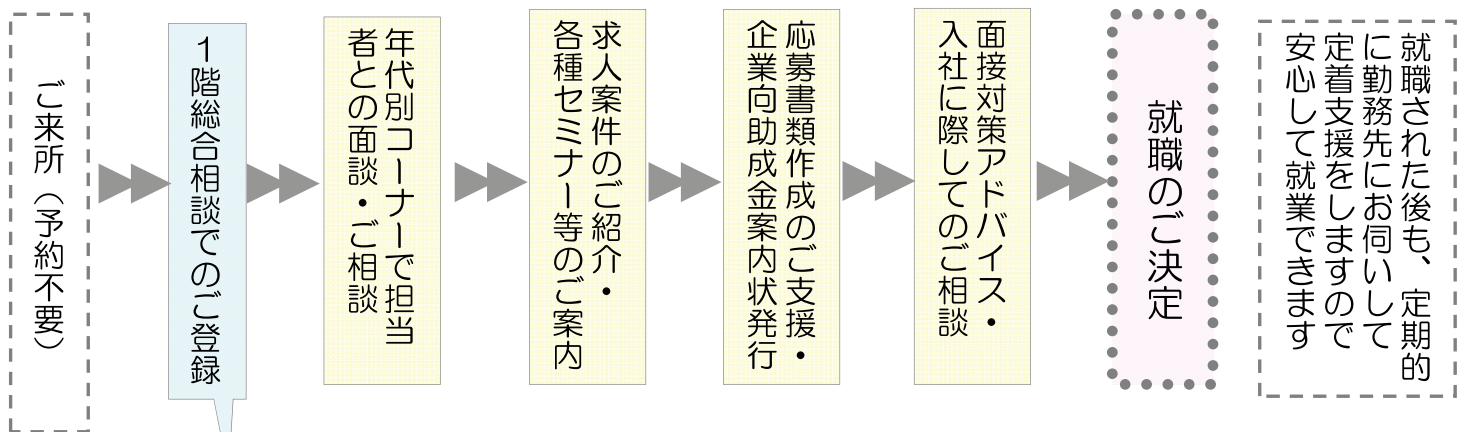 ご来所（予約不要）
１階総合相談でのご登録
年代別コーナーで担当
者との面談・ご相談
求人案件のご紹介・
各種セミナー等のご案内
応募書類作成のご支援・
企業向助成金案内状発行
面接対策アドバイス・
入社に際してのご相談
就職のご決定
就職された後も、定期的
に勤務先にお伺いして
定着支援をしますので
安心して就業できます